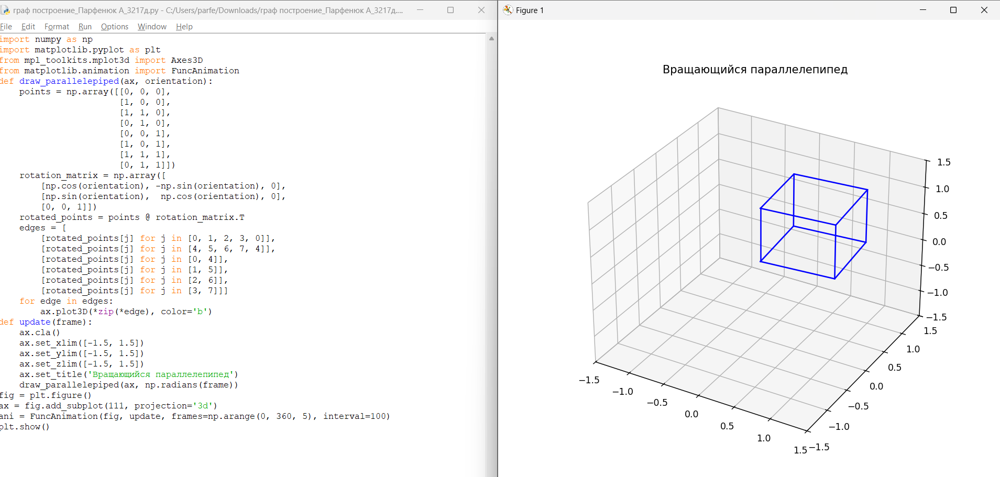 граф построение_Парфенюк А_3217д.py - C:/Users/parfe/Downloads/граф построение_Парфенюк А_3217д....
File Edit Format Run Options Window Help
import numpy as np
import matplotlib.pyplot as plt
from mpl_toolkits.mplot3d import Axes3D
from matplotlib.animation import FuncAnimation
def draw_parallelepiped(ax, orientation):
    points = np.array([[0, 0, 0],
                       [1, 0, 0],
                       [1, 1, 0],
                       [0, 1, 0],
                       [0, 0, 1],
                       [1, 0, 1],
                       [1, 1, 1],
                       [0, 1, 1]])
    rotation_matrix = np.array([
        [np.cos(orientation), -np.sin(orientation), 0],
        [np.sin(orientation),  np.cos(orientation), 0],
        [0, 0, 1]])
    rotated_points = points @ rotation_matrix.T
    edges = [
        [rotated_points[j] for j in [0, 1, 2, 3, 0]],
        [rotated_points[j] for j in [4, 5, 6, 7, 4]],
        [rotated_points[j] for j in [0, 4]],
        [rotated_points[j] for j in [1, 5]],
        [rotated_points[j] for j in [2, 6]],
        [rotated_points[j] for j in [3, 7]]]
    for edge in edges:
        ax.plot3D(*zip(*edge), color='b')
def update(frame):
    ax.cla()
    ax.set_xlim([-1.5, 1.5])
    ax.set_ylim([-1.5, 1.5])
    ax.set_zlim([-1.5, 1.5])
    ax.set_title('Вращающийся параллелепипед')
    draw_parallelepiped(ax, np.radians(frame))
fig = plt.figure()
ax = fig.add_subplot(111, projection='3d')
ani = FuncAnimation(fig, update, frames=np.arange(0, 360, 5), interval=100)
plt.show()
Figure 1
Вращающийся параллелепипед
1.5
1.0
0.5
0.0
−0.5
−1.0
−1.5
1.5
1.0
0.5
0.0
−0.5
−1.0
−1.5
−1.5
−1.0
−0.5
0.0
0.5
1.0
1.5